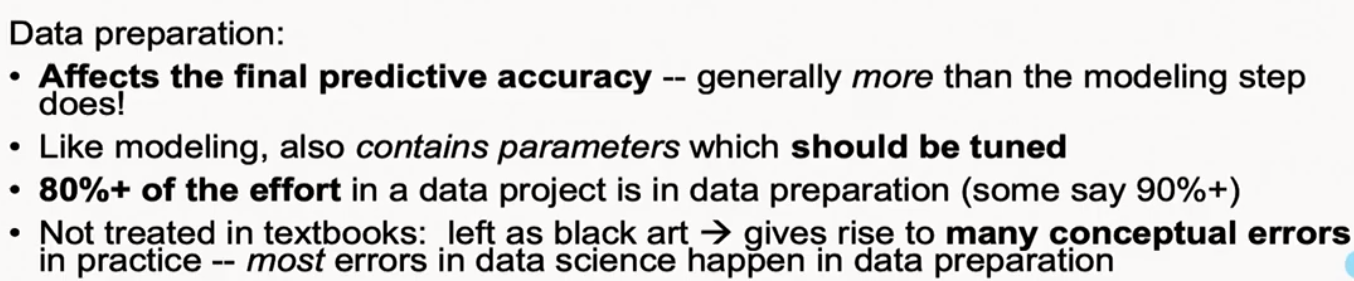 Data preparation:
• Affects the final predictive accuracy -- generally more than the modeling step
does!
• Like modeling, also contains parameters which should be tuned
• 80%+ of the effort in a data project is in data preparation (some say 90%+)
• Not treated in textbooks:  left as black art → gives rise to many conceptual errors
in practice -- most errors in data science happen in data preparation